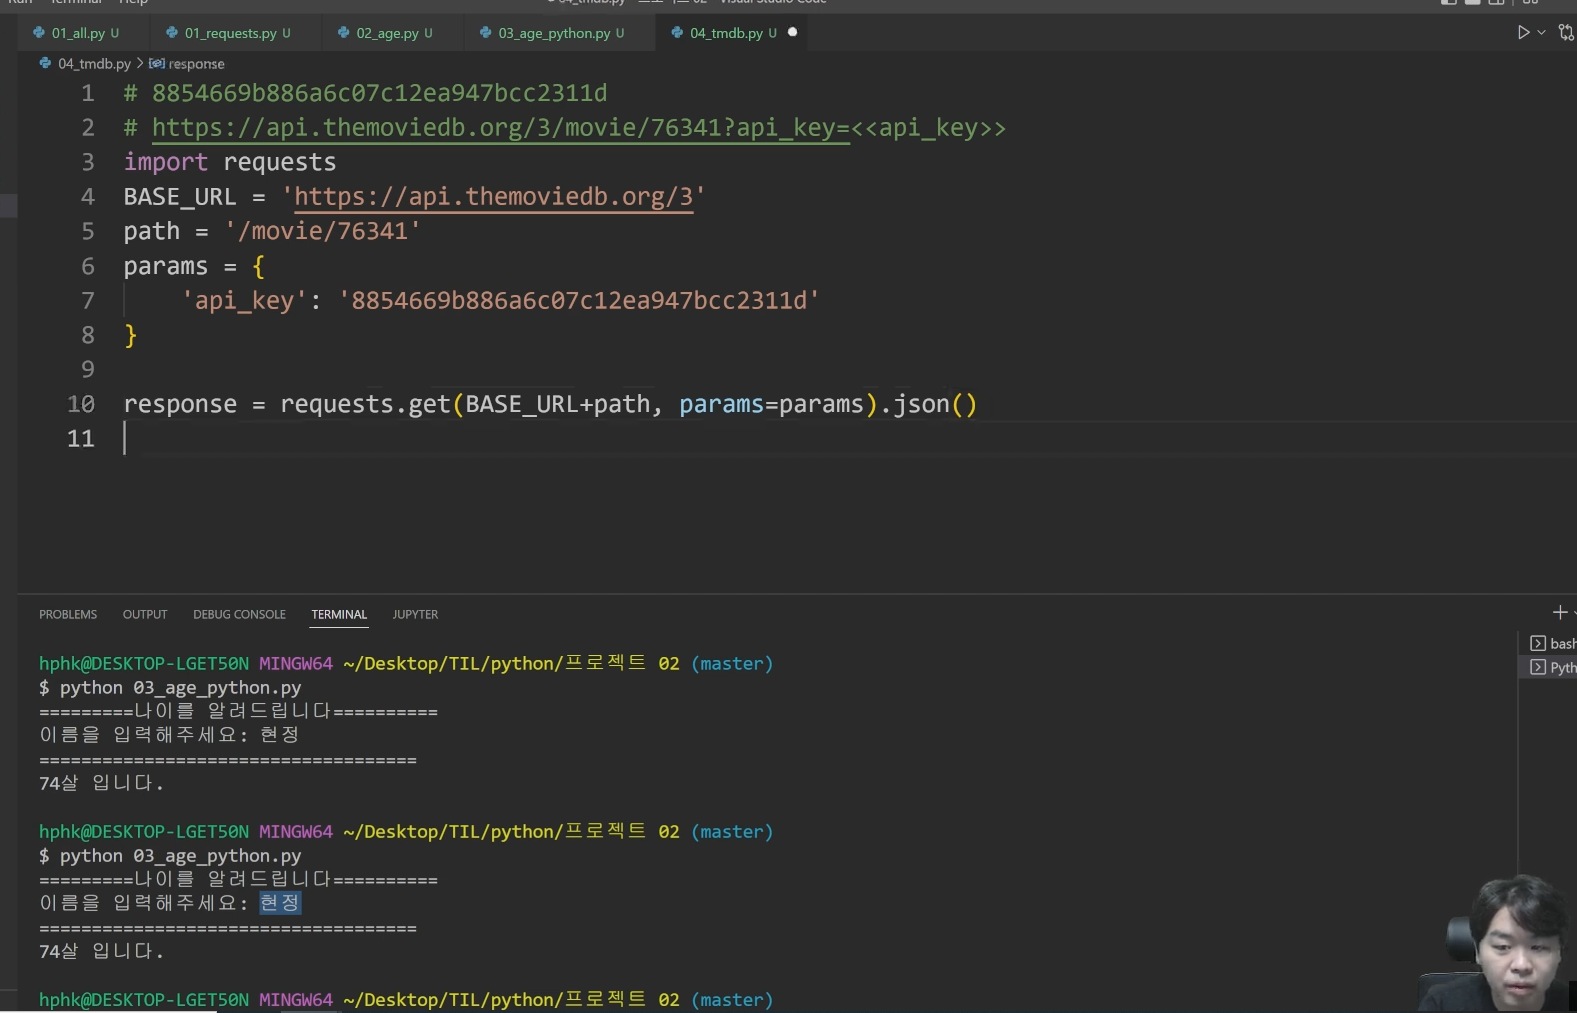 01_all.py U 01_requests.py U 02_age.py U 03_age_python.py U 04_tmdb.py U
04_tmdb.py > response
1 # 8854669b886a6c07c12ea947bcc2311d
2 # https://api.themoviedb.org/3/movie/76341?api_key=<<api_key>>
3 import requests
4 BASE_URL = 'https://api.themoviedb.org/3'
5 path = '/movie/76341'
6 params = {
7 'api_key': '8854669b886a6c07c12ea947bcc2311d'
8 }
9
10 response = requests.get(BASE_URL+path, params=params).json()
11
PROBLEMS OUTPUT DEBUG CONSOLE TERMINAL JUPYTER
hphk@DESKTOP-LGET50N MINGW64 ~/Desktop/TIL/python/프로젝트 02 (master)
$ python 03_age_python.py
=========나이를 알려드립니다==========
이름을 입력해주세요: 현정
====================================
74살 입니다.
hphk@DESKTOP-LGET50N MINGW64 ~/Desktop/TIL/python/프로젝트 02 (master)
$ python 03_age_python.py
=========나이를 알려드립니다==========
이름을 입력해주세요: 현정
====================================
74살 입니다.
hphk@DESKTOP-LGET50N MINGW64 ~/Desktop/TIL/python/프로젝트 02 (master)
bash
Pyth